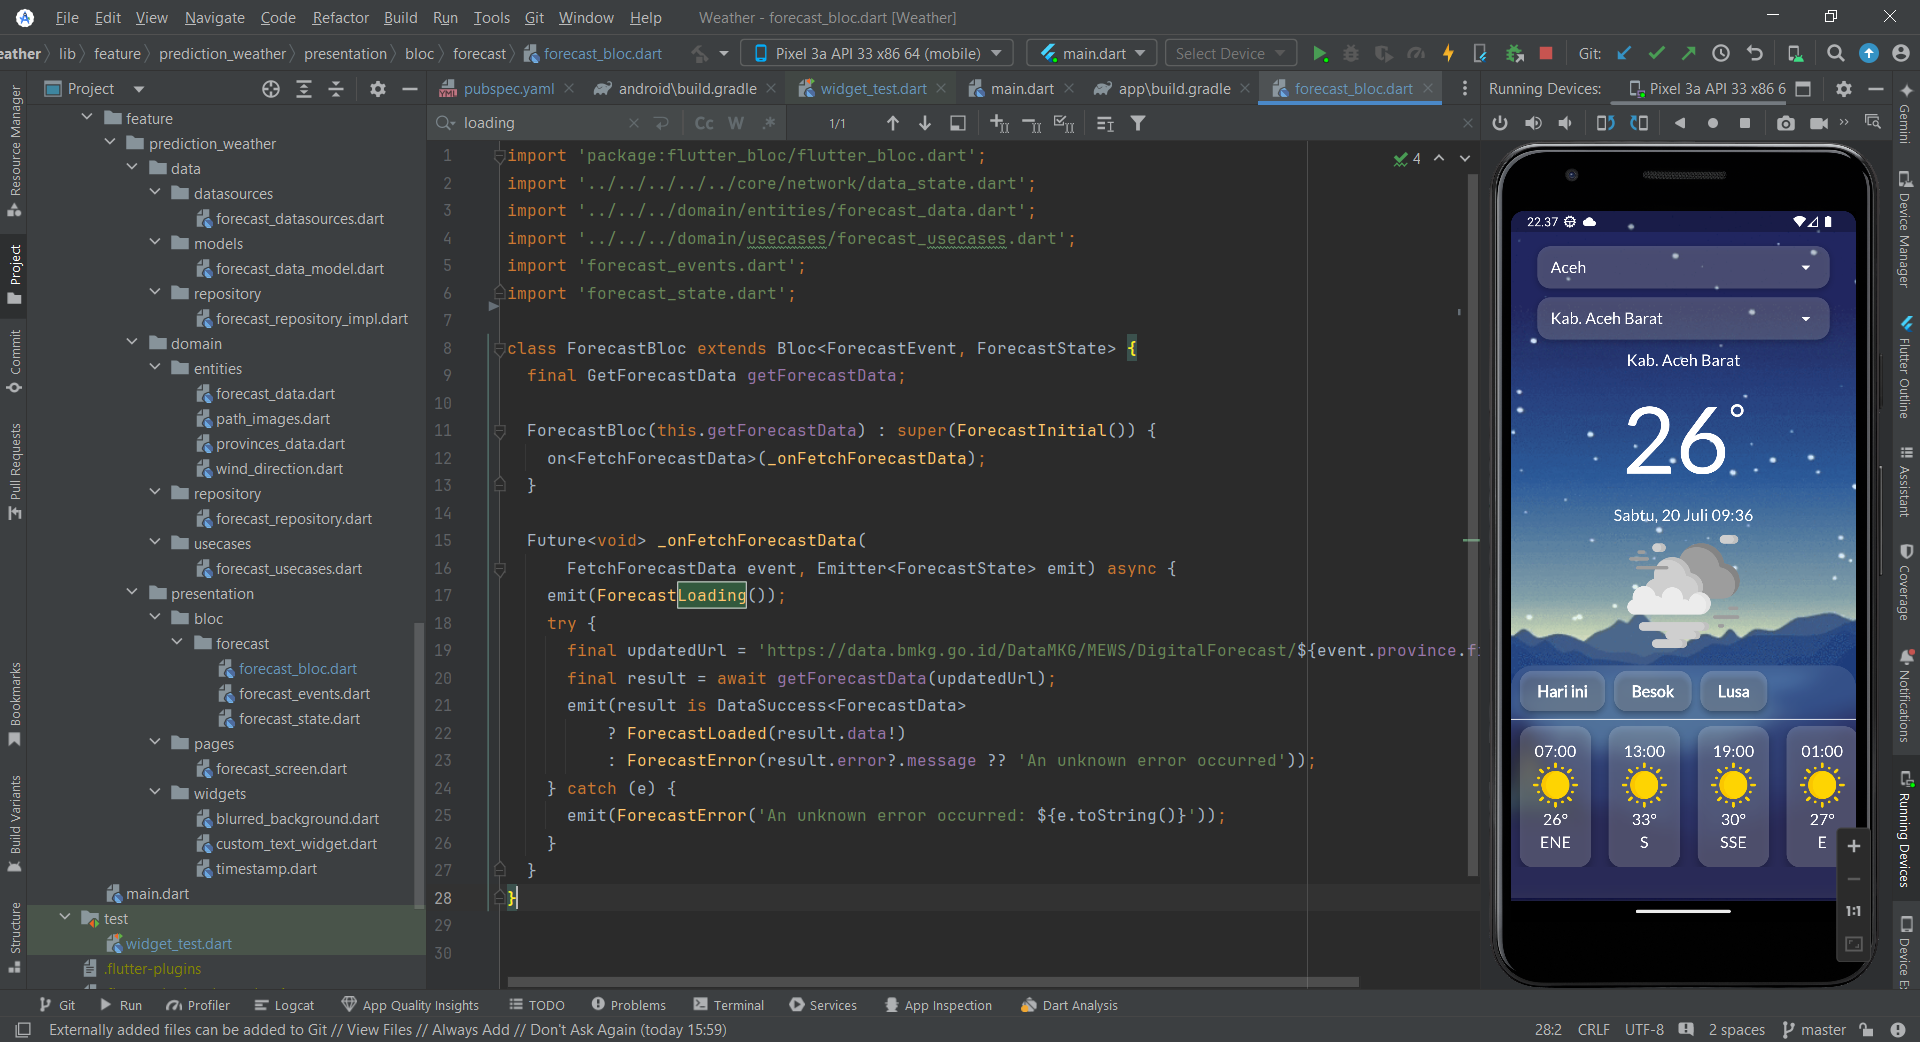 File Edit View Navigate Code Refactor Build Run Tools Git Window Help Weather - forecast_bloc.dart [Weather]
eather lib feature prediction_weather presentation bloc forecast forecast_bloc.dart Pixel 3a API 33 x86 64 (mobile) main.dart Select Device Git:
Project
pubspec.yaml android\build.gradle widget_test.dart main.dart app\build.gradle forecast_bloc.dart
Running Devices: Pixel 3a API 33 x86 6
loading Cc W .* 1/1
Resource Manager
Project
Commit
Pull Requests
Bookmarks
Build Variants
Structure
feature
prediction_weather
data
datasources
forecast_datasources.dart
models
forecast_data_model.dart
repository
forecast_repository_impl.dart
domain
entities
forecast_data.dart
path_images.dart
provinces_data.dart
wind_direction.dart
repository
forecast_repository.dart
usecases
forecast_usecases.dart
presentation
bloc
forecast
forecast_bloc.dart
forecast_events.dart
forecast_state.dart
pages
forecast_screen.dart
widgets
blurred_background.dart
custom_text_widget.dart
timestamp.dart
main.dart
test
widget_test.dart
.flutter-plugins
4
1 import 'package:flutter_bloc/flutter_bloc.dart';
2 import '../../../../../core/network/data_state.dart';
3 import '../../../domain/entities/forecast_data.dart';
4 import '../../../domain/usecases/forecast_usecases.dart';
5 import 'forecast_events.dart';
6 import 'forecast_state.dart';
7
8 class ForecastBloc extends Bloc<ForecastEvent, ForecastState> {
9 final GetForecastData getForecastData;
10
11 ForecastBloc(this.getForecastData) : super(ForecastInitial()) {
12 on<FetchForecastData>(_onFetchForecastData);
13 }
14
15 Future<void> _onFetchForecastData(
16 FetchForecastData event, Emitter<ForecastState> emit) async {
17 emit(ForecastLoading());
18 try {
19 final updatedUrl = 'https://data.bmkg.go.id/DataMKG/MEWS/DigitalForecast/${event.province.f
20 final result = await getForecastData(updatedUrl);
21 emit(result is DataSuccess<ForecastData>
22 ? ForecastLoaded(result.data!)
23 : ForecastError(result.error?.message ?? 'An unknown error occurred'));
24 } catch (e) {
25 emit(ForecastError('An unknown error occurred: ${e.toString()}'));
26 }
27 }
28 }
29
30
22.37
Aceh
Kab. Aceh Barat
Kab. Aceh Barat
26°
Sabtu, 20 Juli 09:36
Hari ini Besok Lusa
07:00 13:00 19:00 01:00
26° 33° 30° 27°
ENE S SSE E
1:1
Gemini
Device Manager
Flutter Outline
Assistant
Coverage
Notifications
Running Devices
Device Ex
Git Run Profiler Logcat App Quality Insights TODO Problems Terminal Services App Inspection Dart Analysis
Externally added files can be added to Git // View Files // Always Add // Don't Ask Again (today 15:59)
28:2 CRLF UTF-8 2 spaces master